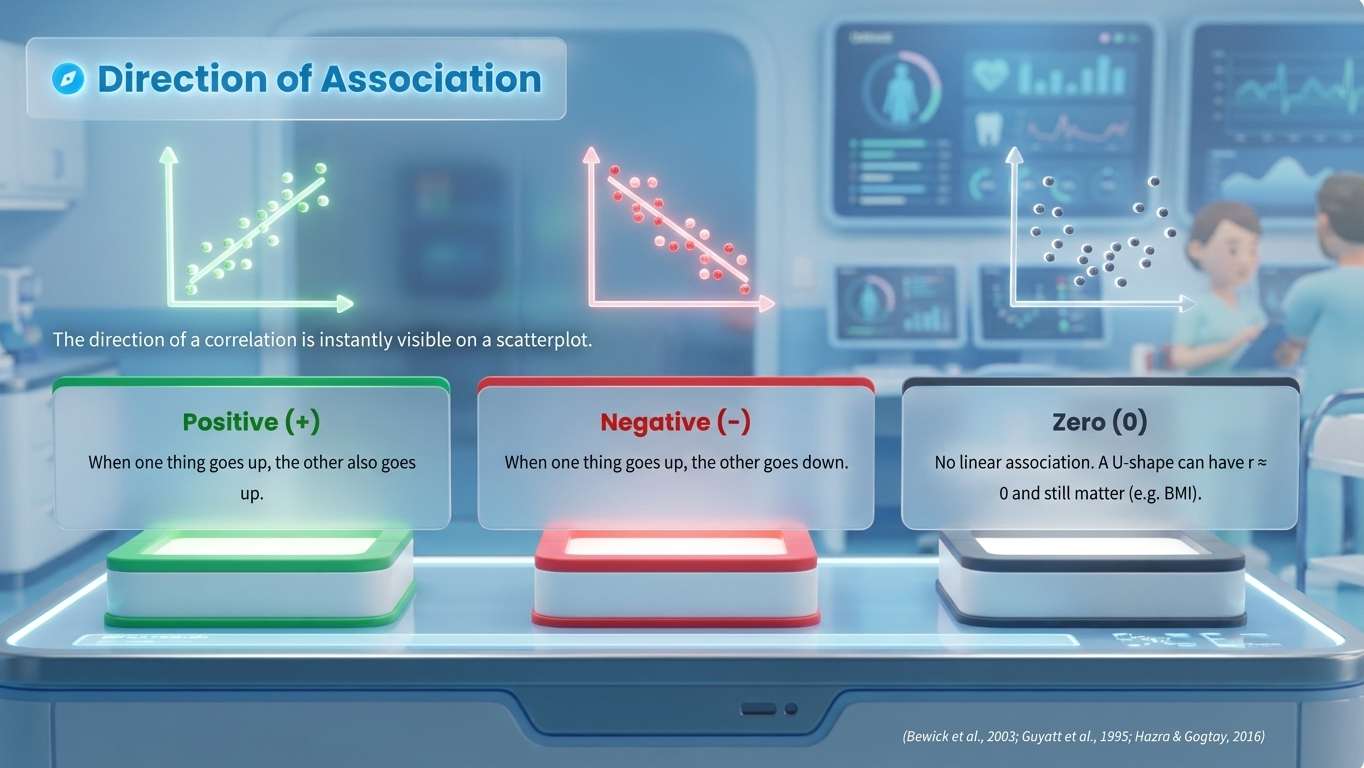 Direction of Association
The direction of a correlation is instantly visible on a scatterplot.
Positive (+)
When one thing goes up, the other also goes
up.
Negative (-)
When one thing goes up, the other goes down.
Zero (0)
No linear association. A U-shape can have r ≈
0 and still matter (e.g. BMI).
(Bewick et al., 2003; Guyatt et al., 1995; Hazra & Gogtay, 2016)